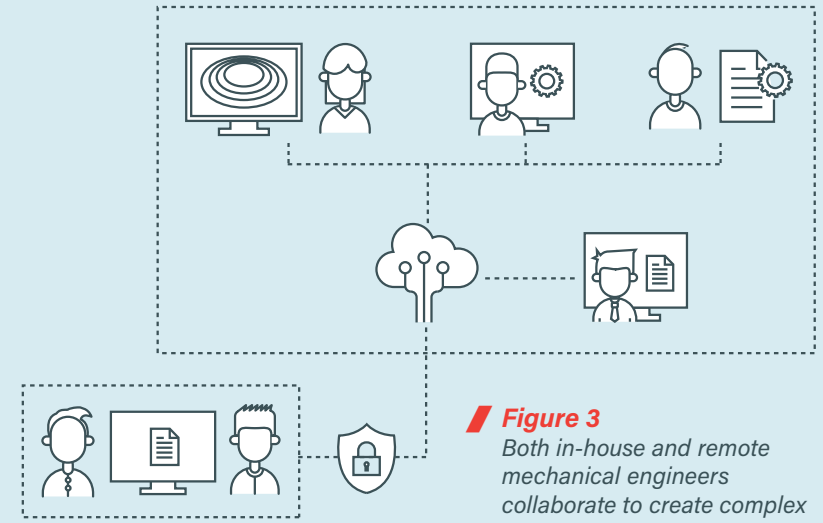 Figure 3
Both in-house and remote
mechanical engineers
collaborate to create complex